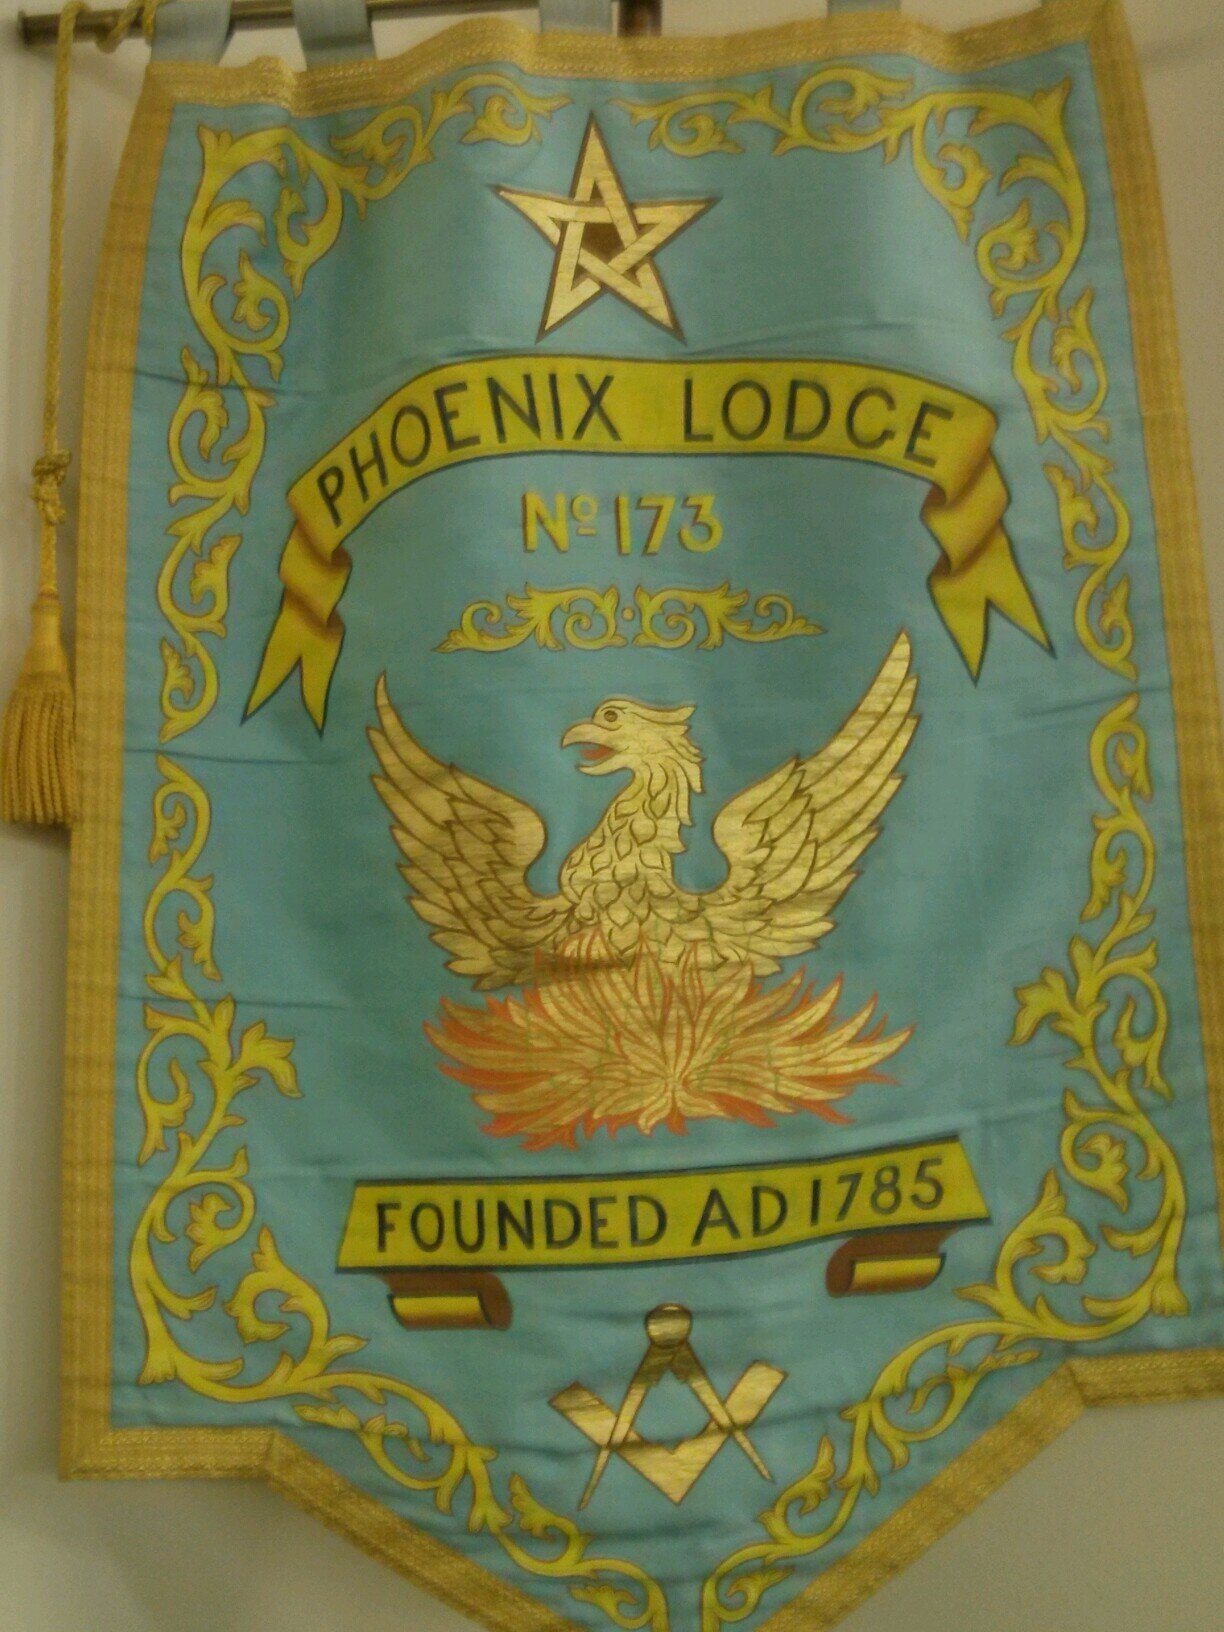 PHOENIX LODGE
Nº 173
FOUNDED AD 1785